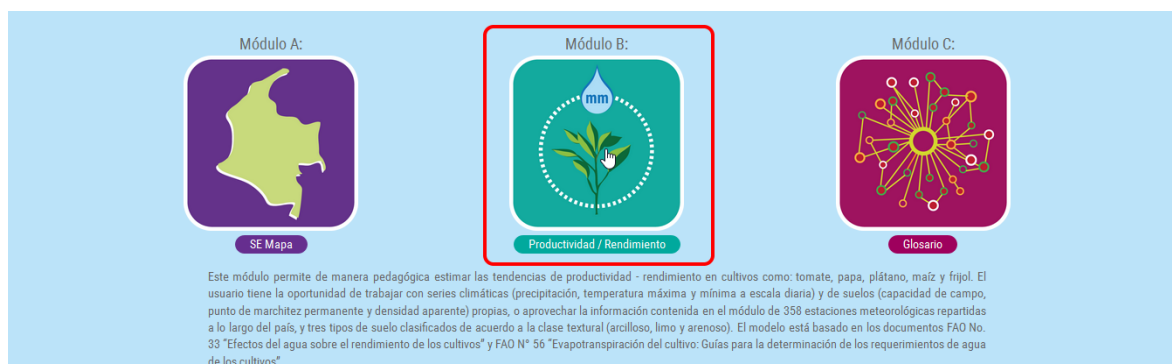 Módulo A:
Módulo B:
Módulo C:
mm
SE Mapa
Productividad / Rendimiento
Glosario
Este módulo permite de manera pedagógica estimar las tendencias de productividad - rendimiento en cultivos como: tomate, papa, plátano, maíz y frijol. El
usuario tiene la oportunidad de trabajar con series climáticas (precipitación, temperatura máxima y mínima a escala diaria) y de suelos (capacidad de campo,
punto de marchitez permanente y densidad aparente) propias, o aprovechar la información contenida en el módulo de 358 estaciones meteorológicas repartidas
a lo largo del país, y tres tipos de suelo clasificados de acuerdo a la clase textural (arcilloso, limo y arenoso). El modelo está basado en los documentos FAO No.
33 "Efectos del agua sobre el rendimiento de los cultivos" y FAO N° 56 "Evapotranspiración del cultivo: Guías para la determinación de los requerimientos de agua
de los cultivos"